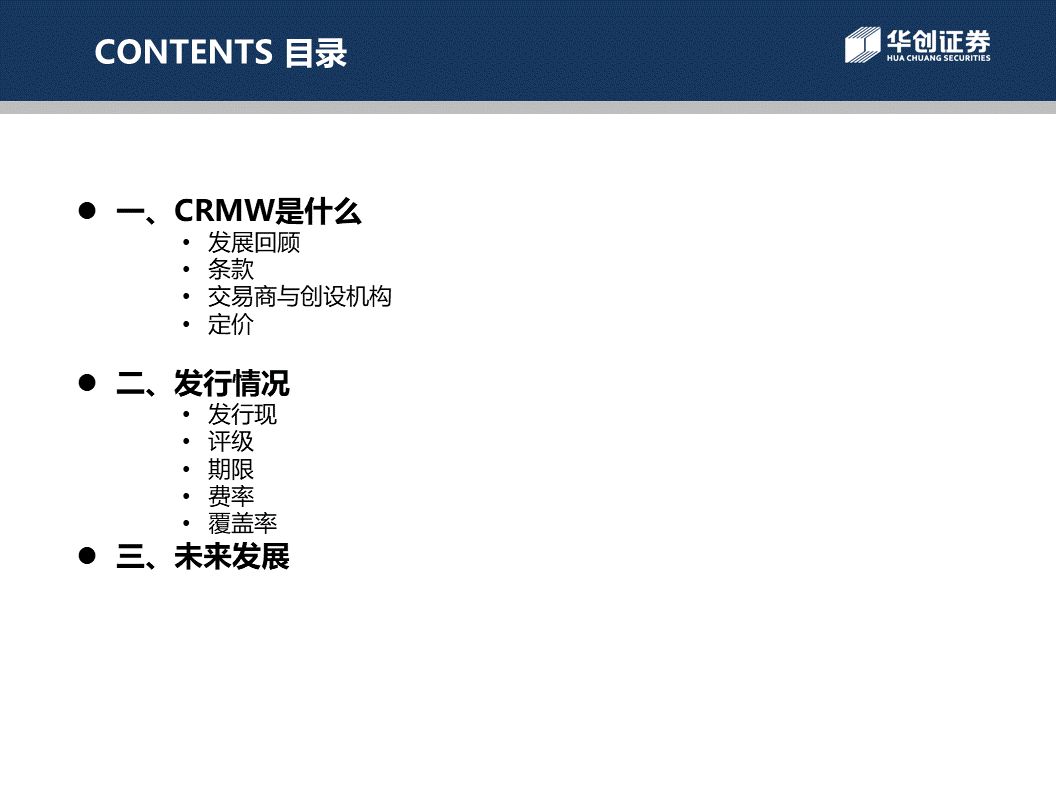 CONTENTS 目录
华创证券
HUA CHUANG SECURITIES
● 一、CRMW是什么
• 发展回顾
• 条款
• 交易商与创设机构
• 定价
● 二、发行情况
• 发行现
• 评级
• 期限
• 费率
• 覆盖率
● 三、未来发展